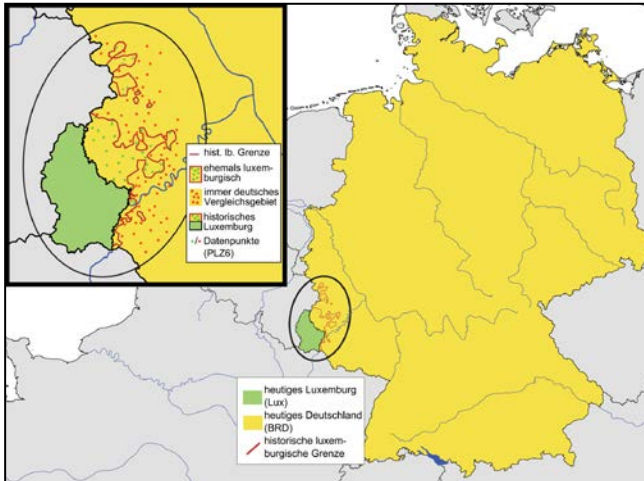 hist. lb. Grenze
ehemals luxem-
burgisch
immer deutsches
Vergleichsgebiet
historisches
Luxemburg
Datenpunkte
(PLZ6)
heutiges Luxemburg
(Lux)
heutiges Deutschland
(BRD)
historische luxem-
burgische Grenze